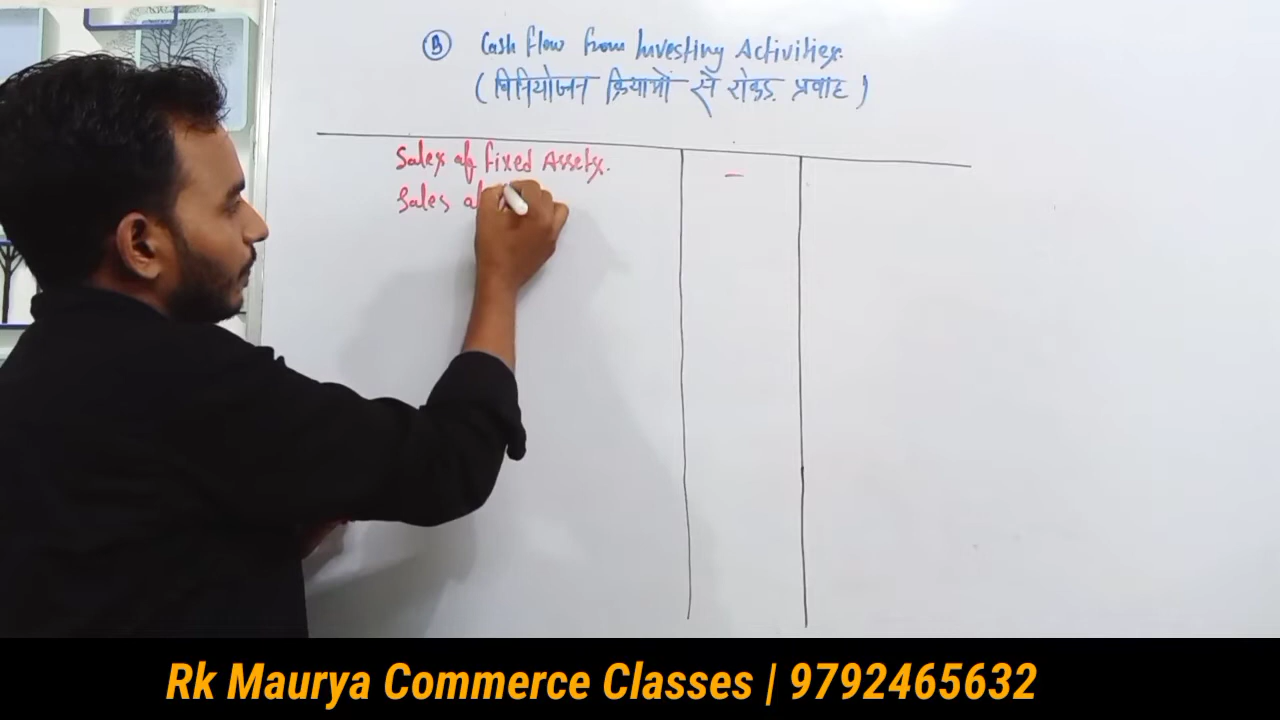 (B) Cash flow from Investing Activities.
(विनियोजन क्रियाओं से रोकड़ प्रवाह)
Sales of fixed Assets. –
Sales of
Rk Maurya Commerce Classes | 9792465632